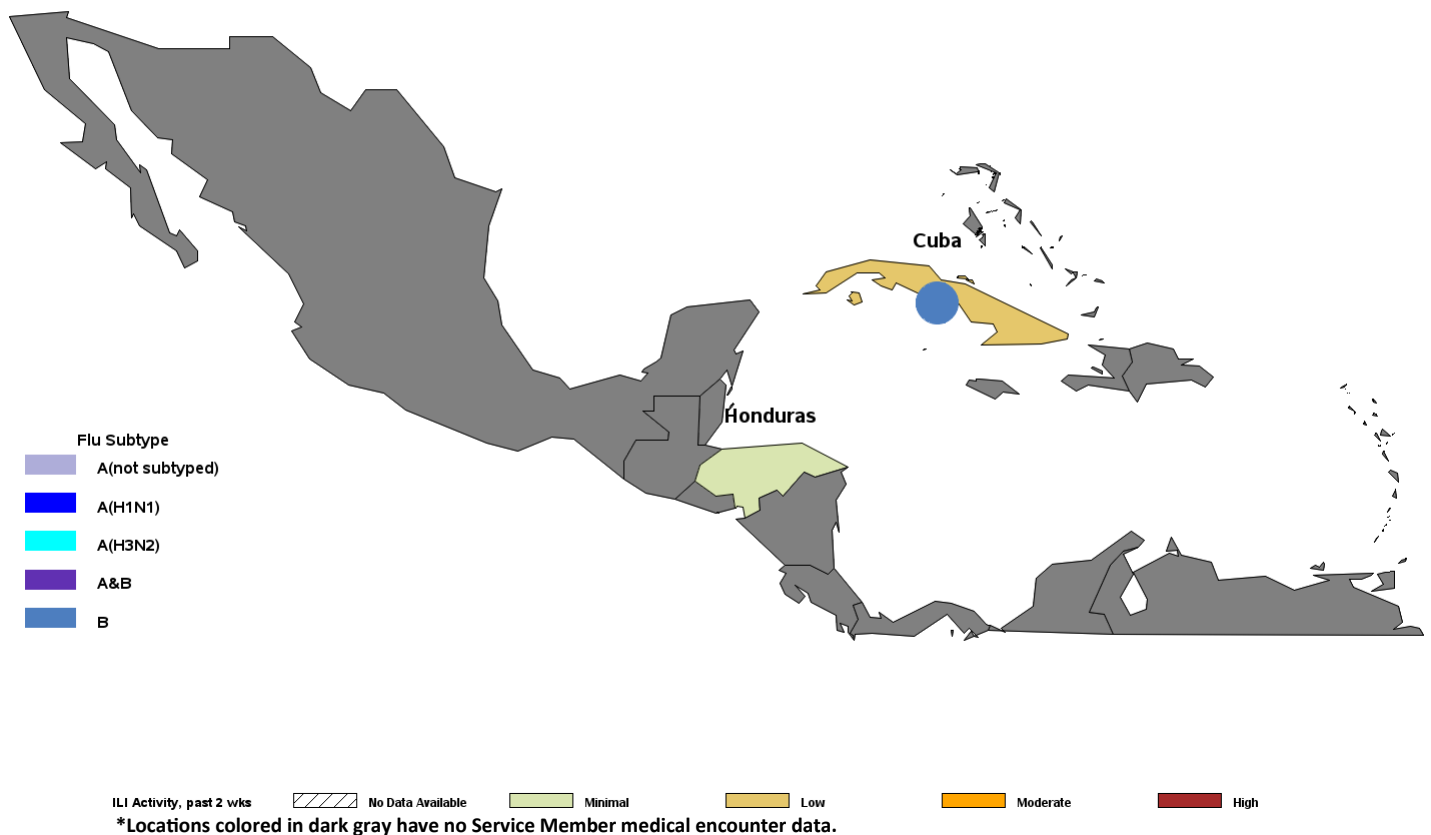 Cuba
Honduras
Flu Subtype
A(not subtyped)
A(H1N1)
A(H3N2)
A&B
B
ILI Activity, past 2 wks No Data Available Minimal Low Moderate High
*Locations colored in dark gray have no Service Member medical encounter data.